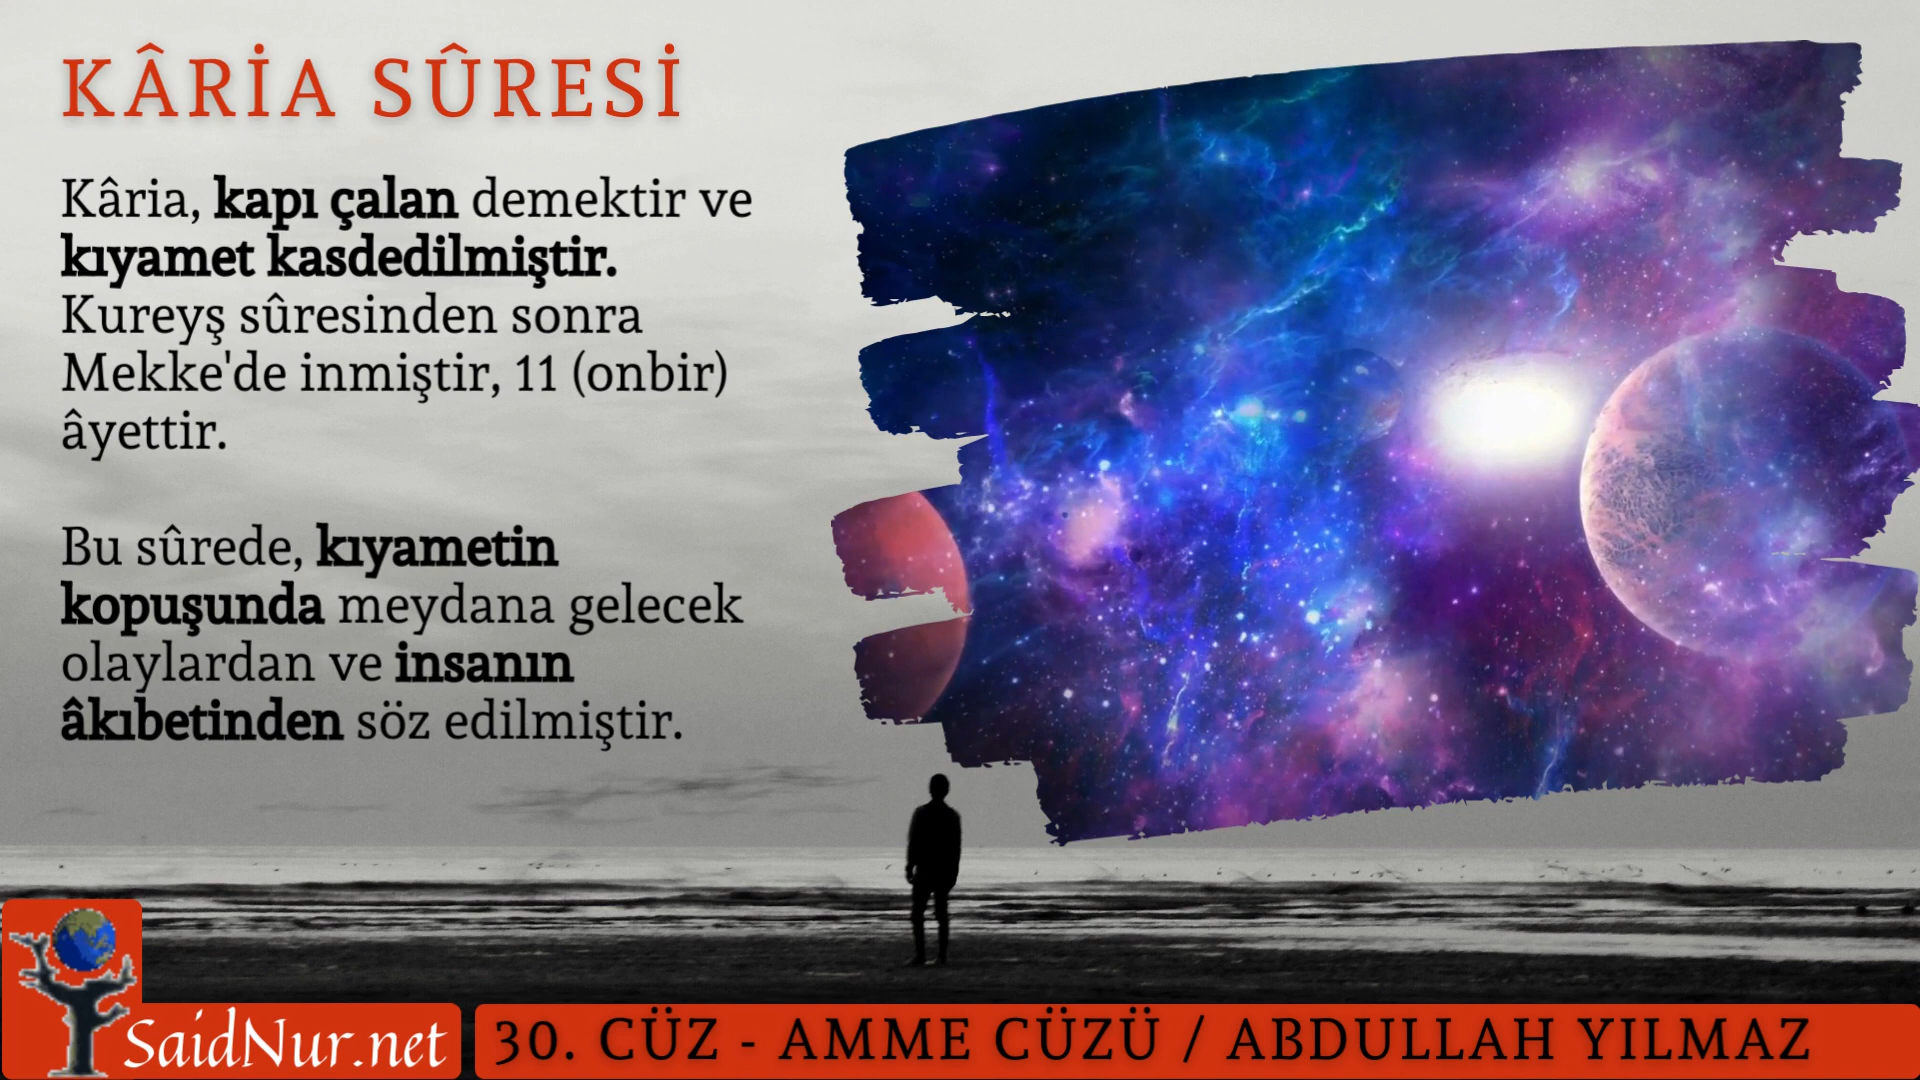 KÂRİA SÛRESİ
Kâria, kapı çalan demektir ve
kıyamet kasdedilmiştir.
Kureyş sûresinden sonra
Mekke'de inmiştir, 11 (onbir)
âyettir.
Bu sûrede, kıyametin
kopuşunda meydana gelecek
olaylardan ve insanın
âkıbetinden söz edilmiştir.
SaidNur.net
30. CÜZ - AMME CÜZÜ / ABDULLAH YILMAZ